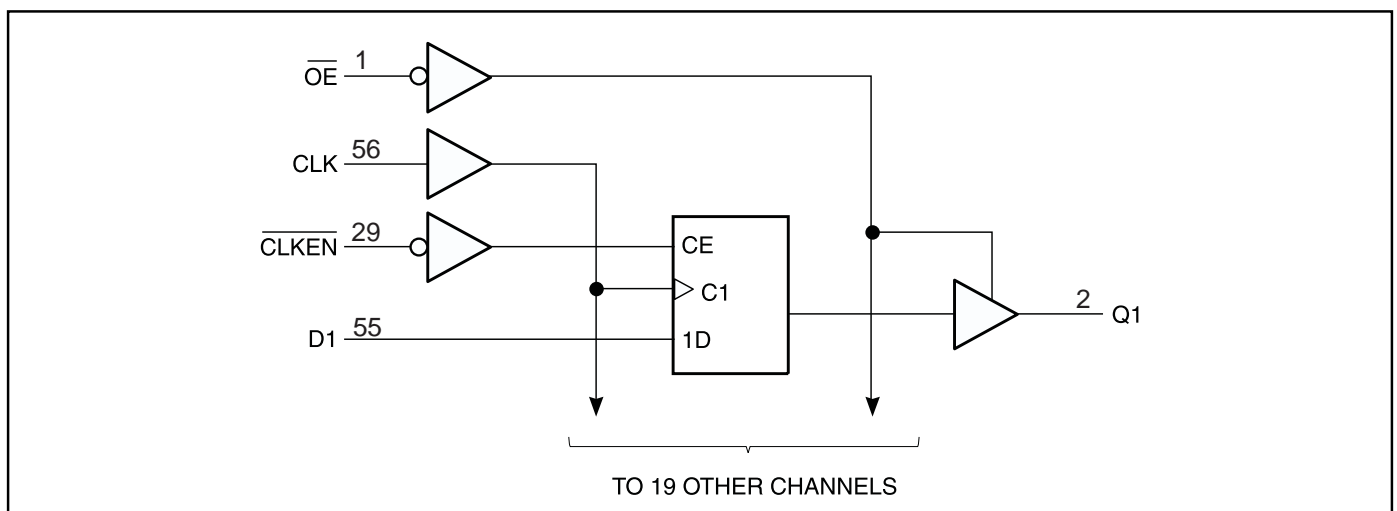 OE 1
CLK 56
CLKEN 29
D1 55
CE
C1
1D
2 Q1
TO 19 OTHER CHANNELS